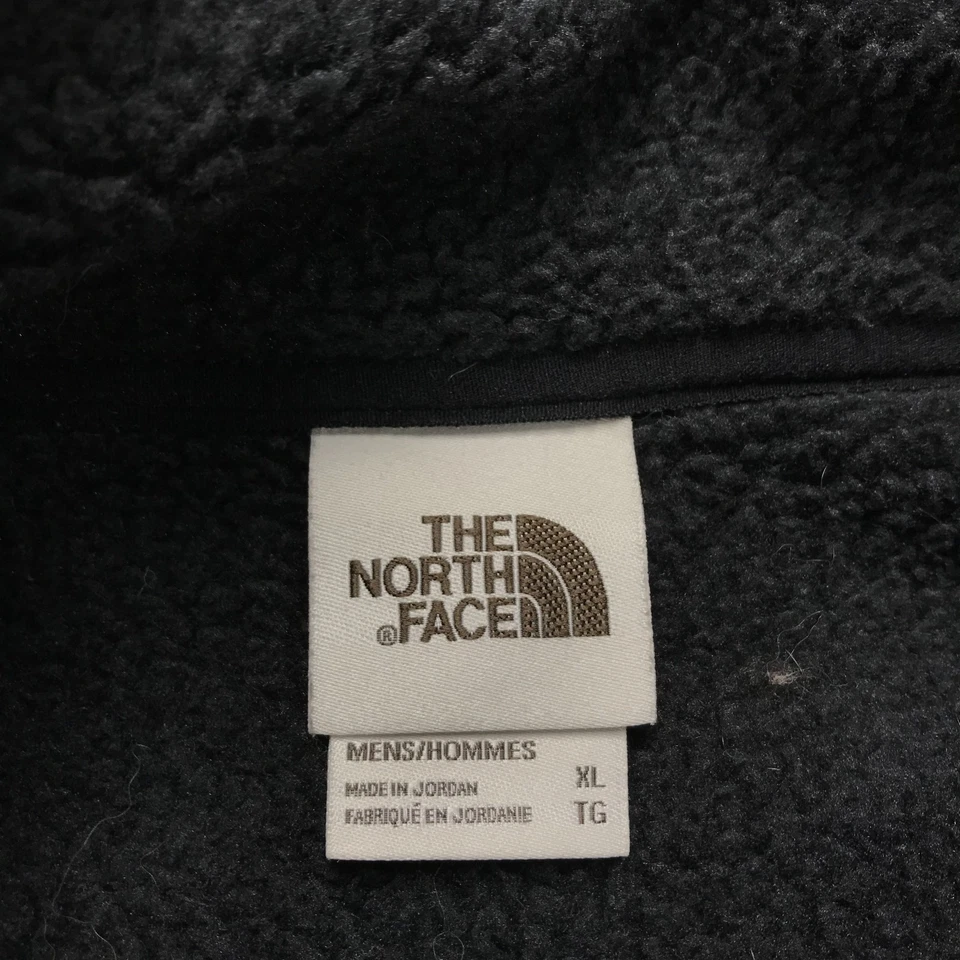 THE
NORTH
®FACE
MENS/HOMMES
MADE IN JORDAN XL
FABRIQUÉ EN JORDANIE TG